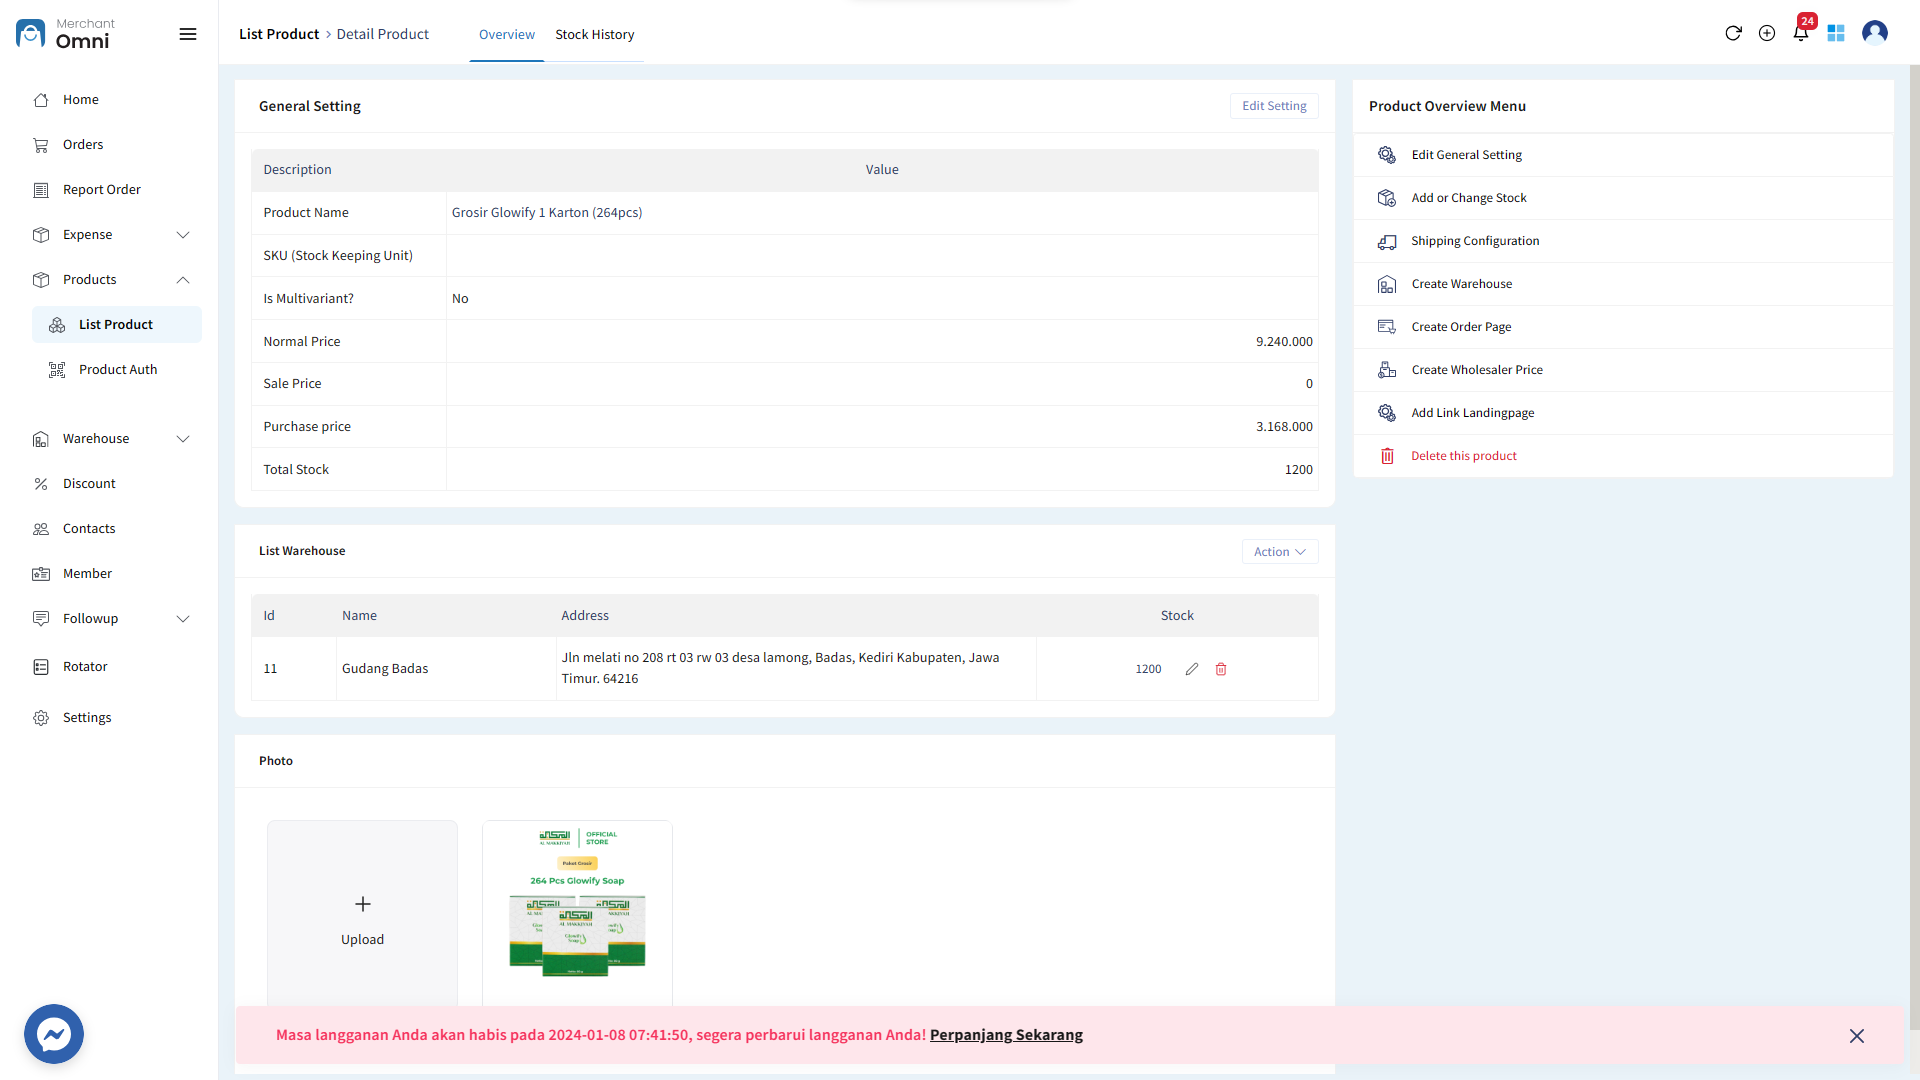 Merchant
Omni
Home
Orders
Report Order
Expense
Products
List Product
Product Auth
Warehouse
Discount
Contacts
Member
Followup
Rotator
Settings
List Product > Detail Product
Overview
Stock History
24
General Setting
Edit Setting
Description Value
Product Name Grosir Glowify 1 Karton (264pcs)
SKU (Stock Keeping Unit)
Is Multivariant? No
Normal Price 9.240.000
Sale Price 0
Purchase price 3.168.000
Total Stock 1200
List Warehouse
Action
Id Name Address Stock
11 Gudang Badas Jln melati no 208 rt 03 rw 03 desa lamong, Badas, Kediri Kabupaten, Jawa
Timur. 64216
1200
Photo
Upload
AL MAKKIYAH
OFFICIAL
STORE
Paket Grosir
264 Pcs Glowify Soap
AL MAKKIYAH
Glowify
Soap
Product Overview Menu
Edit General Setting
Add or Change Stock
Shipping Configuration
Create Warehouse
Create Order Page
Create Wholesaler Price
Add Link Landingpage
Delete this product
Masa langganan Anda akan habis pada 2024-01-08 07:41:50, segera perbarui langganan Anda! Perpanjang Sekarang